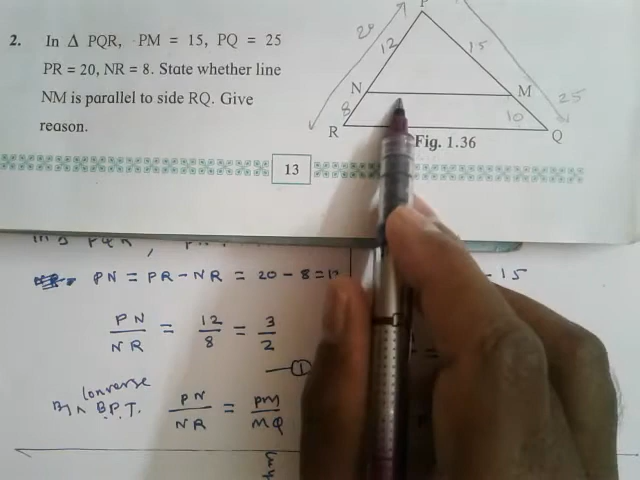 2. In Δ PQR, PM = 15, PQ = 25
PR = 20, NR = 8. State whether line
NM is parallel to side RQ. Give
reason.
P
20
12
15
N
M
25
8
10
R
Q
Fig. 1.36
13
PN = PR - NR = 20 - 8 = 12
- 15
PN/NR = 12/8 = 3/2
①
Converse
By B.P.T. PN/NR = PM/MQ